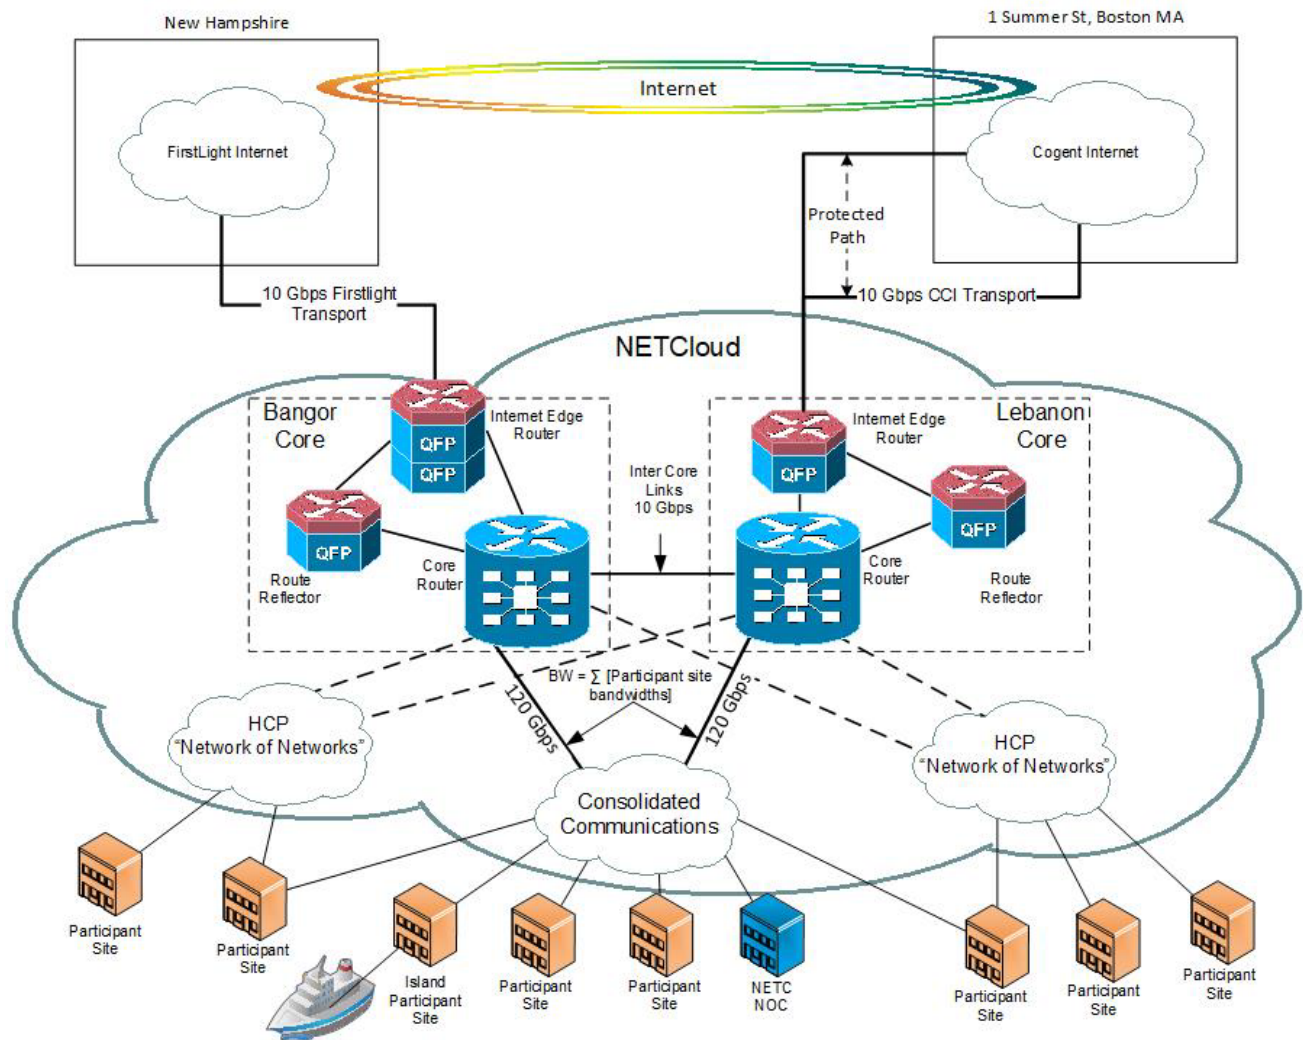 New Hampshire
1 Summer St, Boston MA
Internet
FirstLight Internet
Cogent Internet
Protected
Path
10 Gbps Firstlight
Transport
10 Gbps CCI Transport
NETCloud
Bangor
Core
Internet Edge
Router
QFP
QFP
Internet Edge
Router
Lebanon
Core
QFP
Inter Core
Links
10 Gbps
QFP
QFP
Route
Reflector
Core
Router
Core
Router
Route
Reflector
BW = ∑ [Participant site
bandwidths]
120 Gbps
120 Gbps
HCP
“Network of Networks”
HCP
“Network of Networks”
Consolidated
Communications
Participant
Site
Participant
Site
Island
Participant
Site
Participant
Site
Participant
Site
NETC
NOC
Participant
Site
Participant
Site
Participant
Site